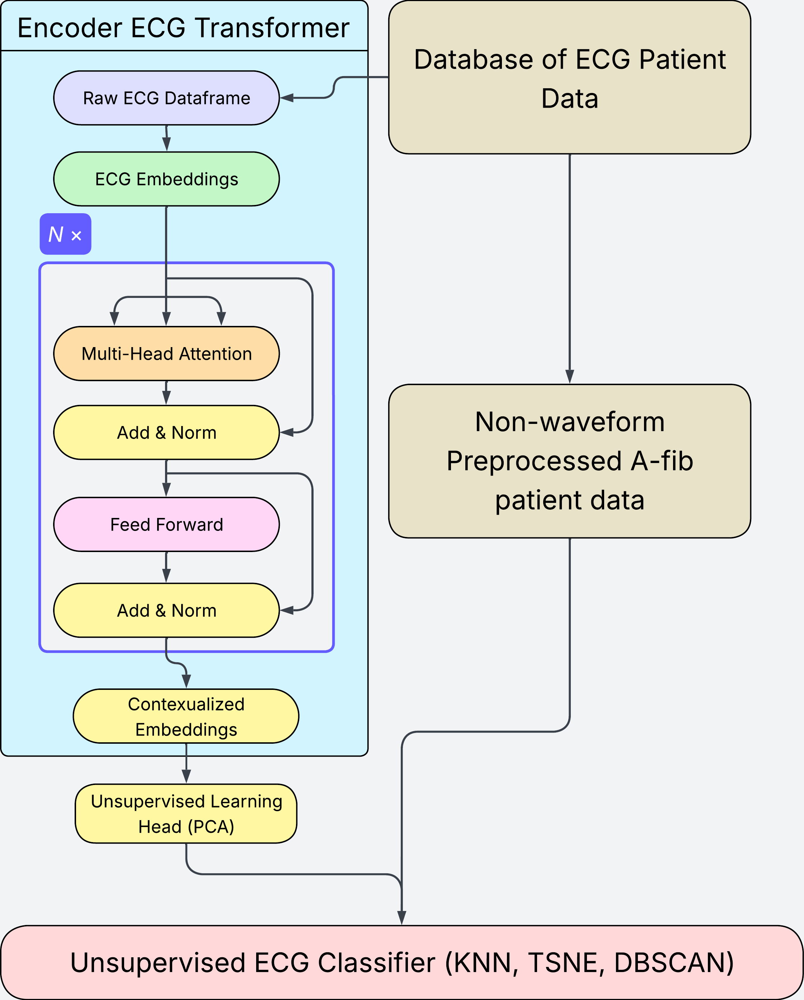 Encoder ECG Transformer
Database of ECG Patient
Data
Raw ECG Dataframe
ECG Embeddings
N ×
Multi-Head Attention
Add & Norm
Feed Forward
Add & Norm
Contexualized
Embeddings
Non-waveform
Preprocessed A-fib
patient data
Unsupervised Learning
Head (PCA)
Unsupervised ECG Classifier (KNN, TSNE, DBSCAN)